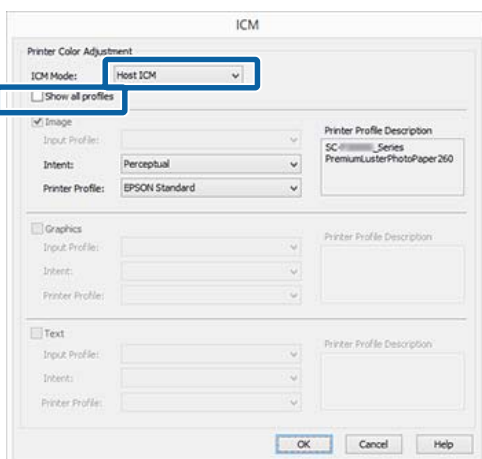 ICM
Printer Color Adjustment
ICM Mode: Host ICM
Show all profiles
Image
Input Profile:
Printer Profile Description
Intent: Perceptual
SC- _Series
PremiumLusterPhotoPaper260
Printer Profile: EPSON Standard
Graphics
Input Profile:
Printer Profile Description
Intent:
Printer Profile:
Text
Input Profile:
Printer Profile Description
Intent:
Printer Profile:
OK Cancel Help